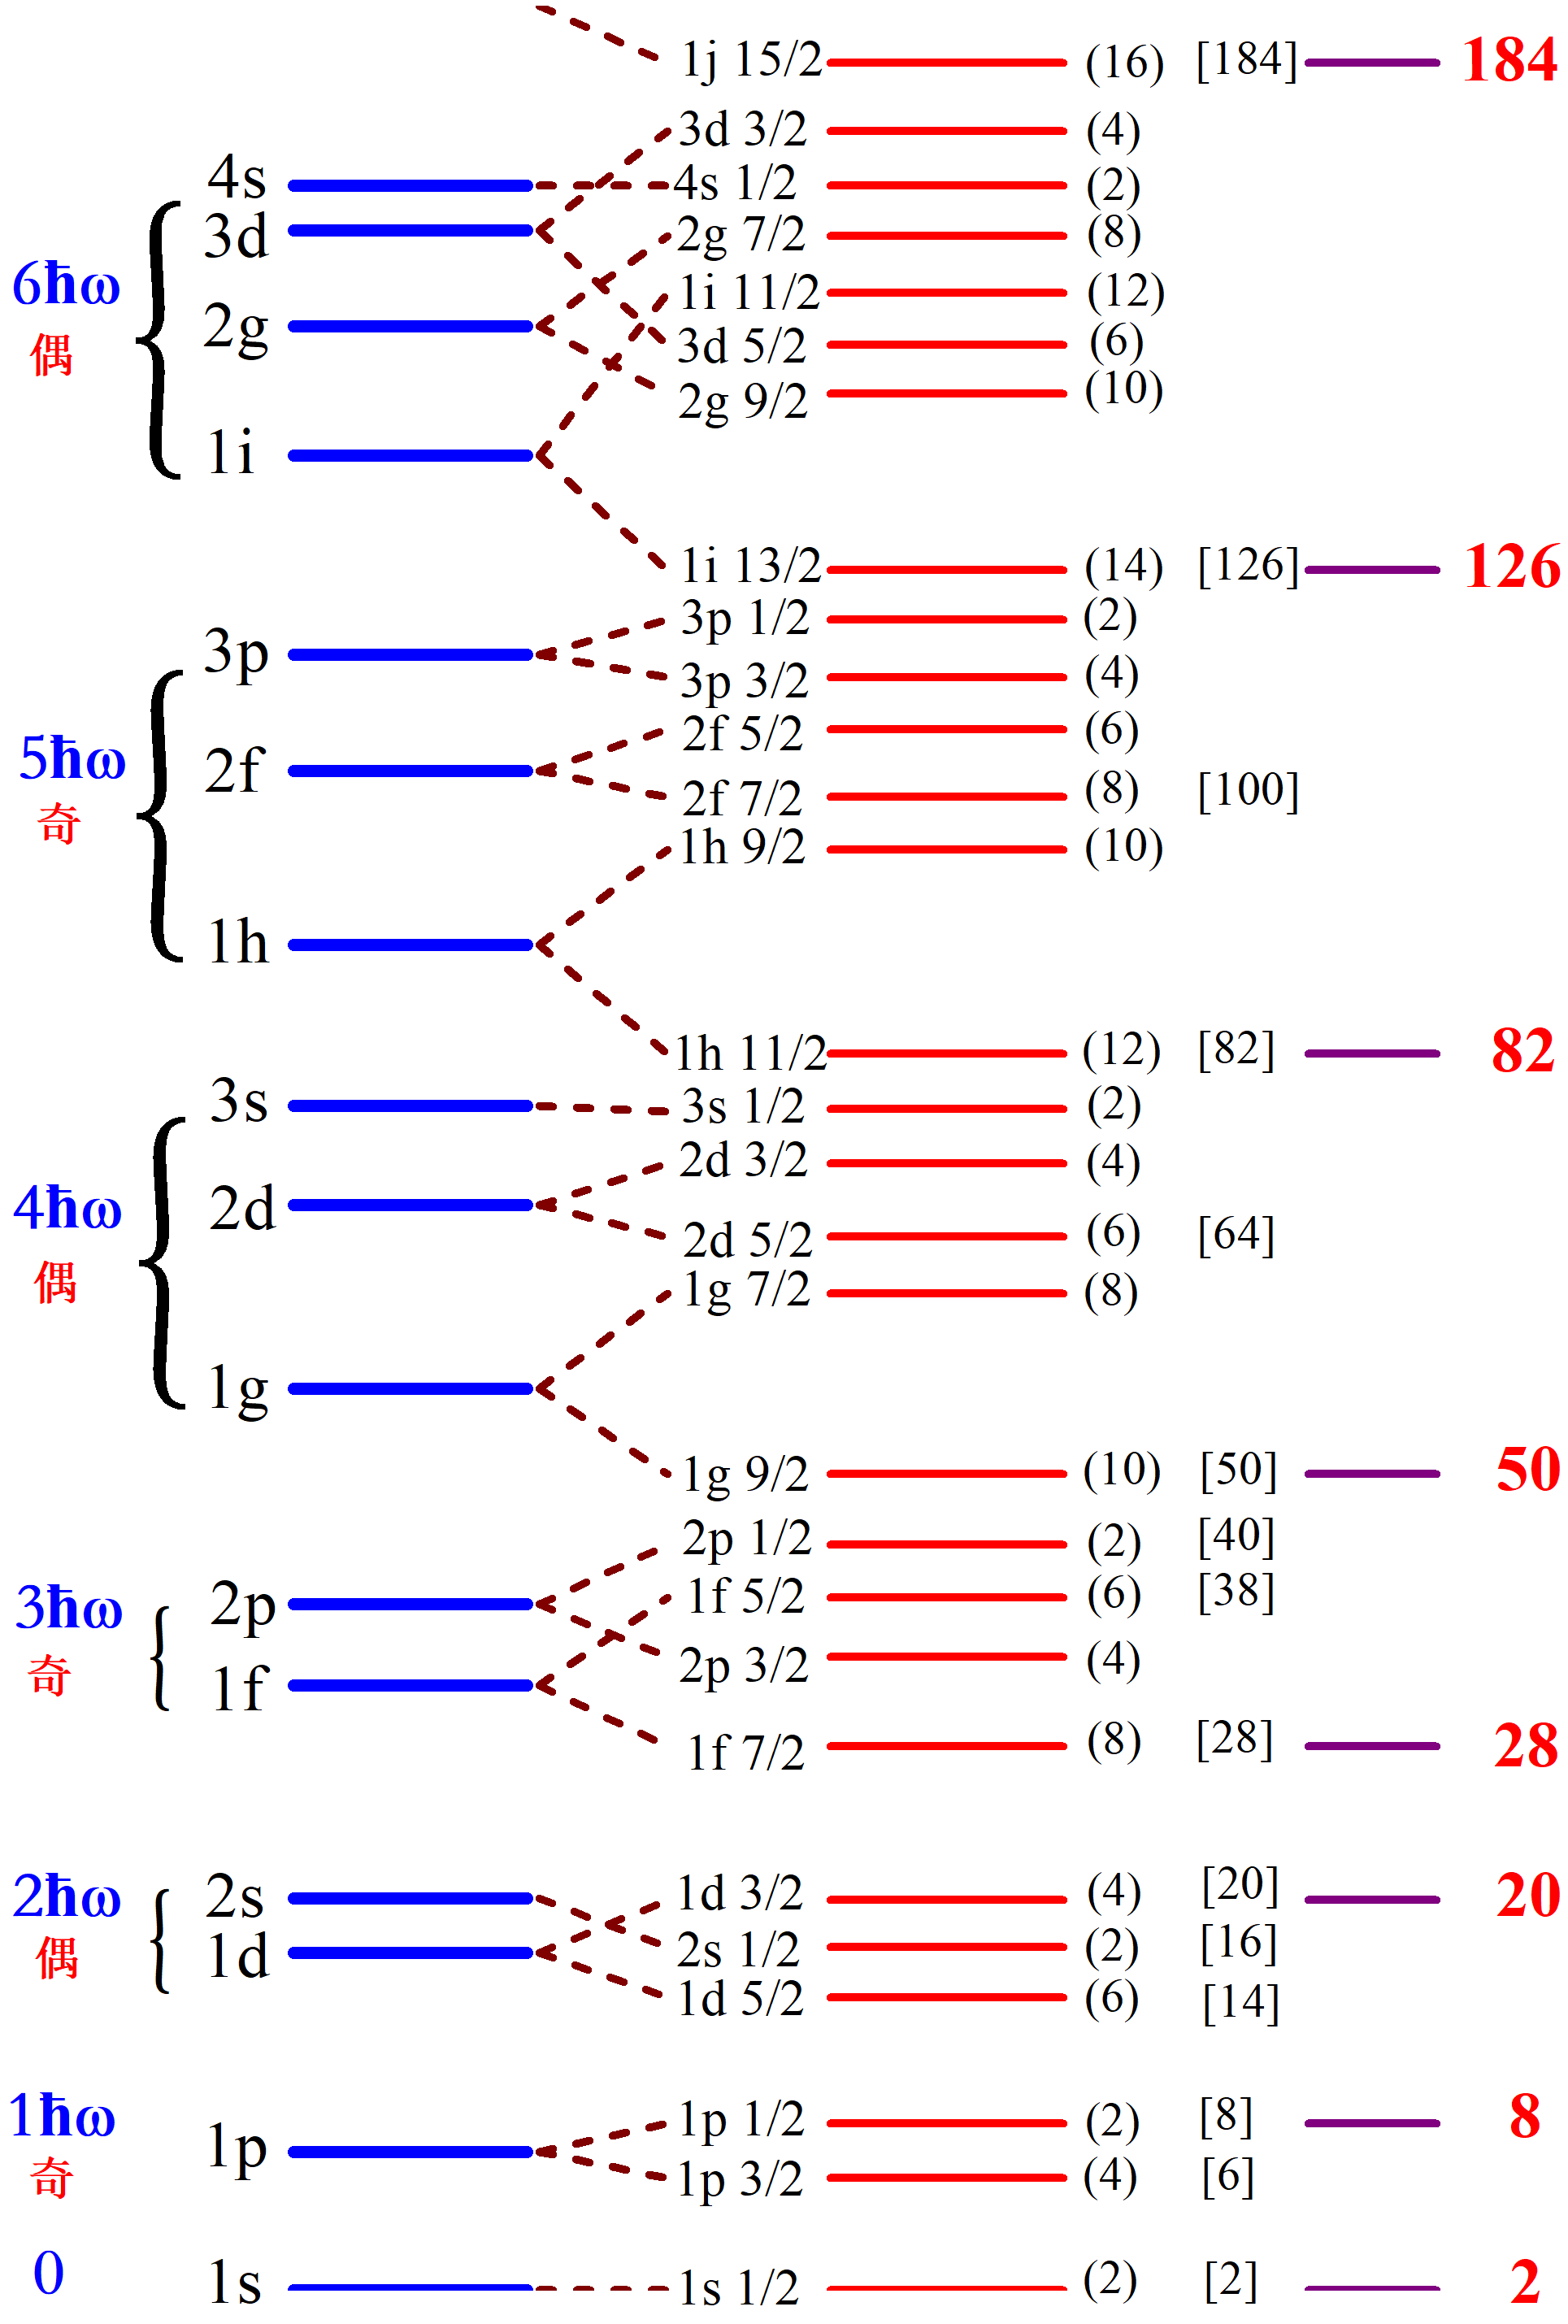 1j 15/2 (16) [184] 184
3d 3/2 (4)
4s 4s 1/2 (2)
3d 2g 7/2 (8)
6ħω 1i 11/2 (12)
偶 2g 3d 5/2 (6)
2g 9/2 (10)
1i
1i 13/2 (14) [126] 126
3p 1/2 (2)
3p 3p 3/2 (4)
2f 5/2 (6)
5ħω 2f 2f 7/2 (8) [100]
奇 1h 9/2 (10)
1h
1h 11/2 (12) [82] 82
3s 3s 1/2 (2)
2d 3/2 (4)
4ħω 2d 2d 5/2 (6) [64]
偶 1g 7/2 (8)
1g
1g 9/2 (10) [50] 50
2p 1/2 (2) [40]
3ħω 2p 1f 5/2 (6) [38]
奇 1f 2p 3/2 (4)
1f 7/2 (8) [28] 28
2ħω 2s 1d 3/2 (4) [20] 20
偶 1d 2s 1/2 (2) [16]
1d 5/2 (6) [14]
1ħω 1p 1/2 (2) [8] 8
奇 1p 1p 3/2 (4) [6]
0 1s 1s 1/2 (2) [2] 2